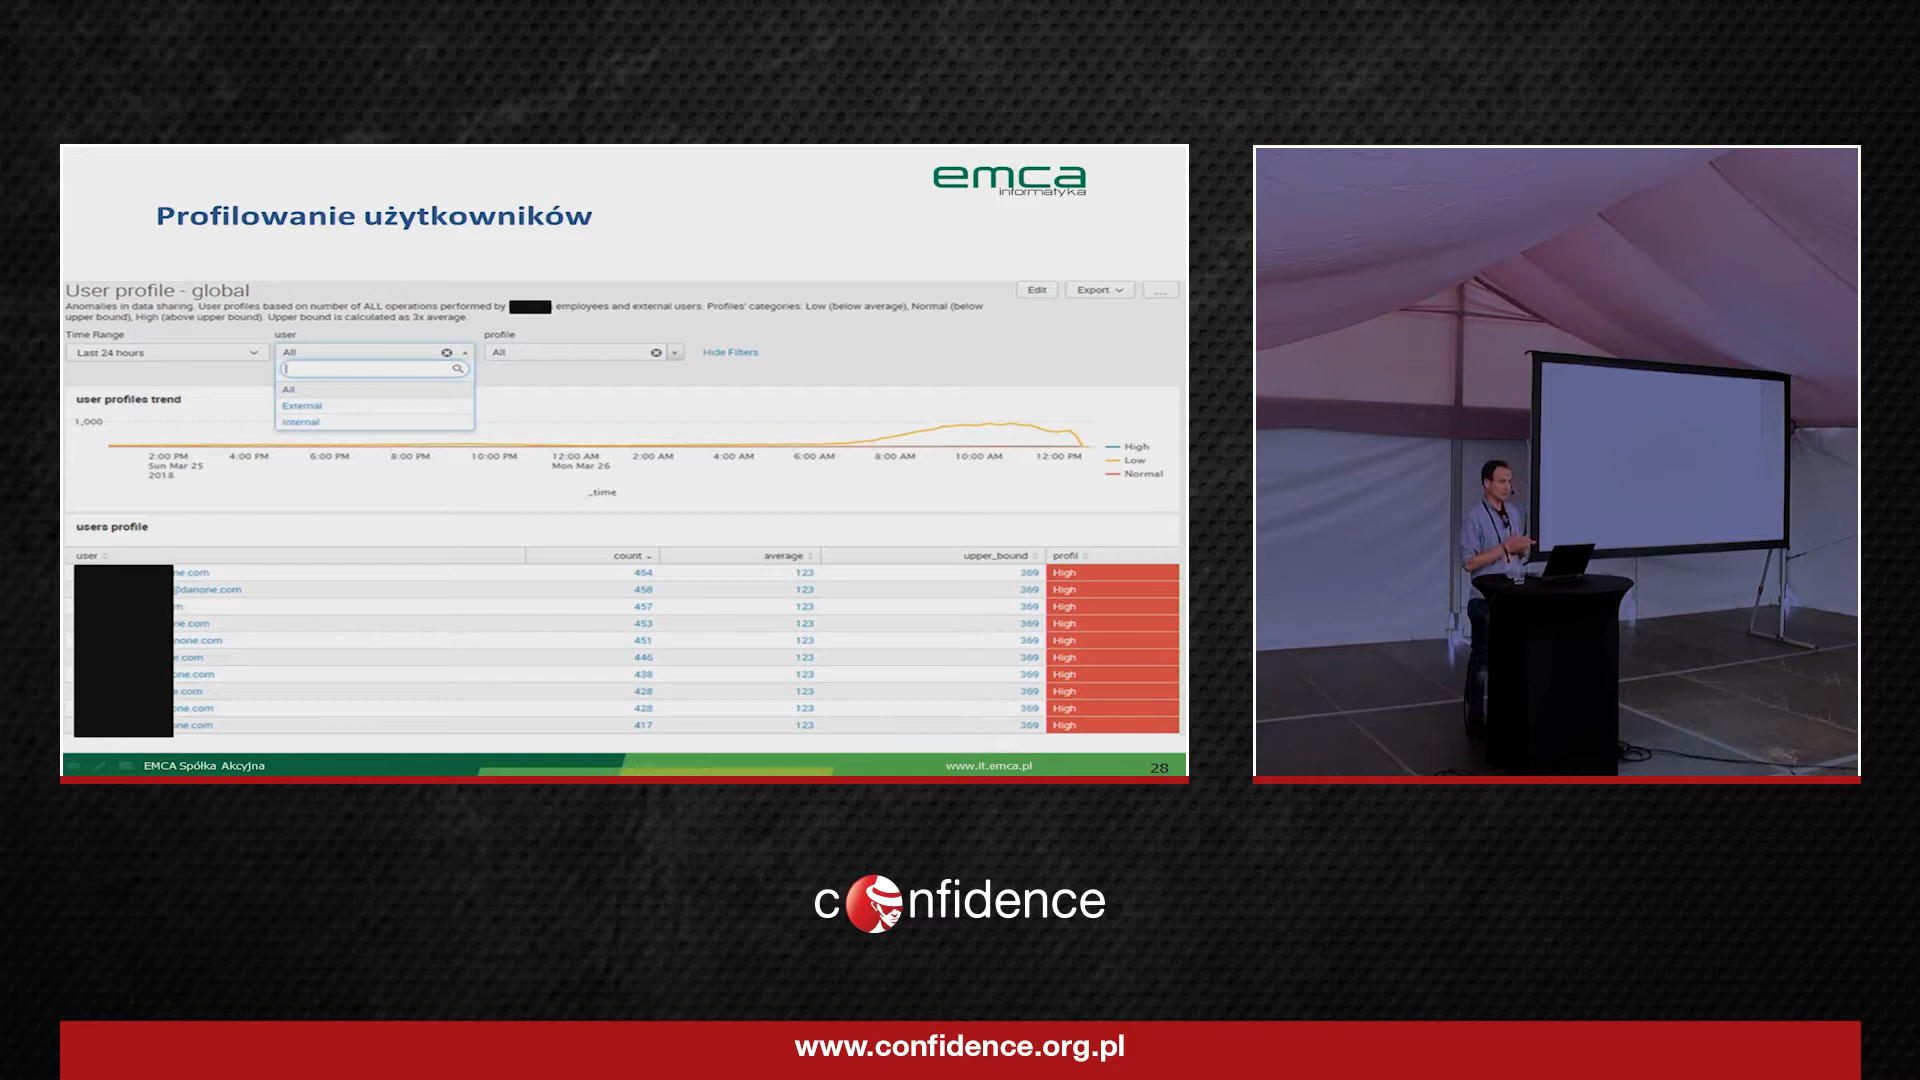 emca
informatyka
Profilowanie użytkowników
User profile - global
Edit
Export
...
Anomalies in data sharing. User profiles based on number of ALL operations performed by employees and external users. Profiles' categories: Low (below average), Normal (below
upper bound), High (above upper bound). Upper bound is calculated as 3x average.
Time Range
user
profile
Last 24 hours
All
All
Hide Filters
All
External
Internal
user profiles trend
1,000
2:00 PM
4:00 PM
6:00 PM
8:00 PM
10:00 PM
12:00 AM
2:00 AM
4:00 AM
6:00 AM
8:00 AM
10:00 AM
12:00 PM
Sun Mar 25
Mon Mar 26
2018
_time
High
Low
Normal
users profile
user count average upper_bound profil
ne.com 464 123 369 High
@danone.com 458 123 369 High
m 457 123 369 High
ne.com 453 123 369 High
none.com 451 123 369 High
e.com 446 123 369 High
one.com 438 123 369 High
e.com 428 123 369 High
one.com 428 123 369 High
one.com 417 123 369 High
EMCA Spółka Akcyjna
www.it.emca.pl
28
confidence
www.confidence.org.pl